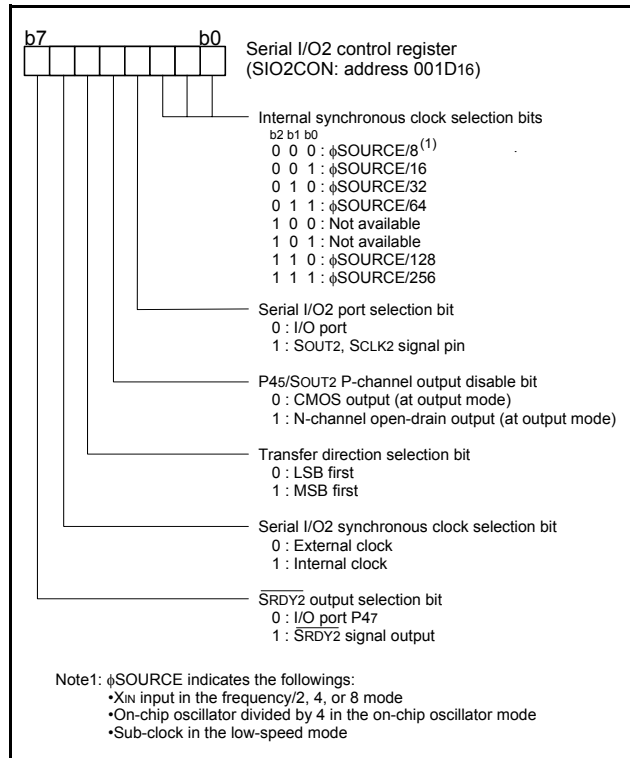 b7 b0
Serial I/O2 control register
(SIO2CON: address 001D16)
Internal synchronous clock selection bits
b2 b1 b0
0 0 0 : ϕSOURCE/8(1)
0 0 1 : ϕSOURCE/16
0 1 0 : ϕSOURCE/32
0 1 1 : ϕSOURCE/64
1 0 0 : Not available
1 0 1 : Not available
1 1 0 : ϕSOURCE/128
1 1 1 : ϕSOURCE/256
Serial I/O2 port selection bit
0 : I/O port
1 : SOUT2, SCLK2 signal pin
P45/SOUT2 P-channel output disable bit
0 : CMOS output (at output mode)
1 : N-channel open-drain output (at output mode)
Transfer direction selection bit
0 : LSB first
1 : MSB first
Serial I/O2 synchronous clock selection bit
0 : External clock
1 : Internal clock
SRDY2 output selection bit
0 : I/O port P47
1 : SRDY2 signal output
Note1: ϕSOURCE indicates the followings:
•XIN input in the frequency/2, 4, or 8 mode
•On-chip oscillator divided by 4 in the on-chip oscillator mode
•Sub-clock in the low-speed mode